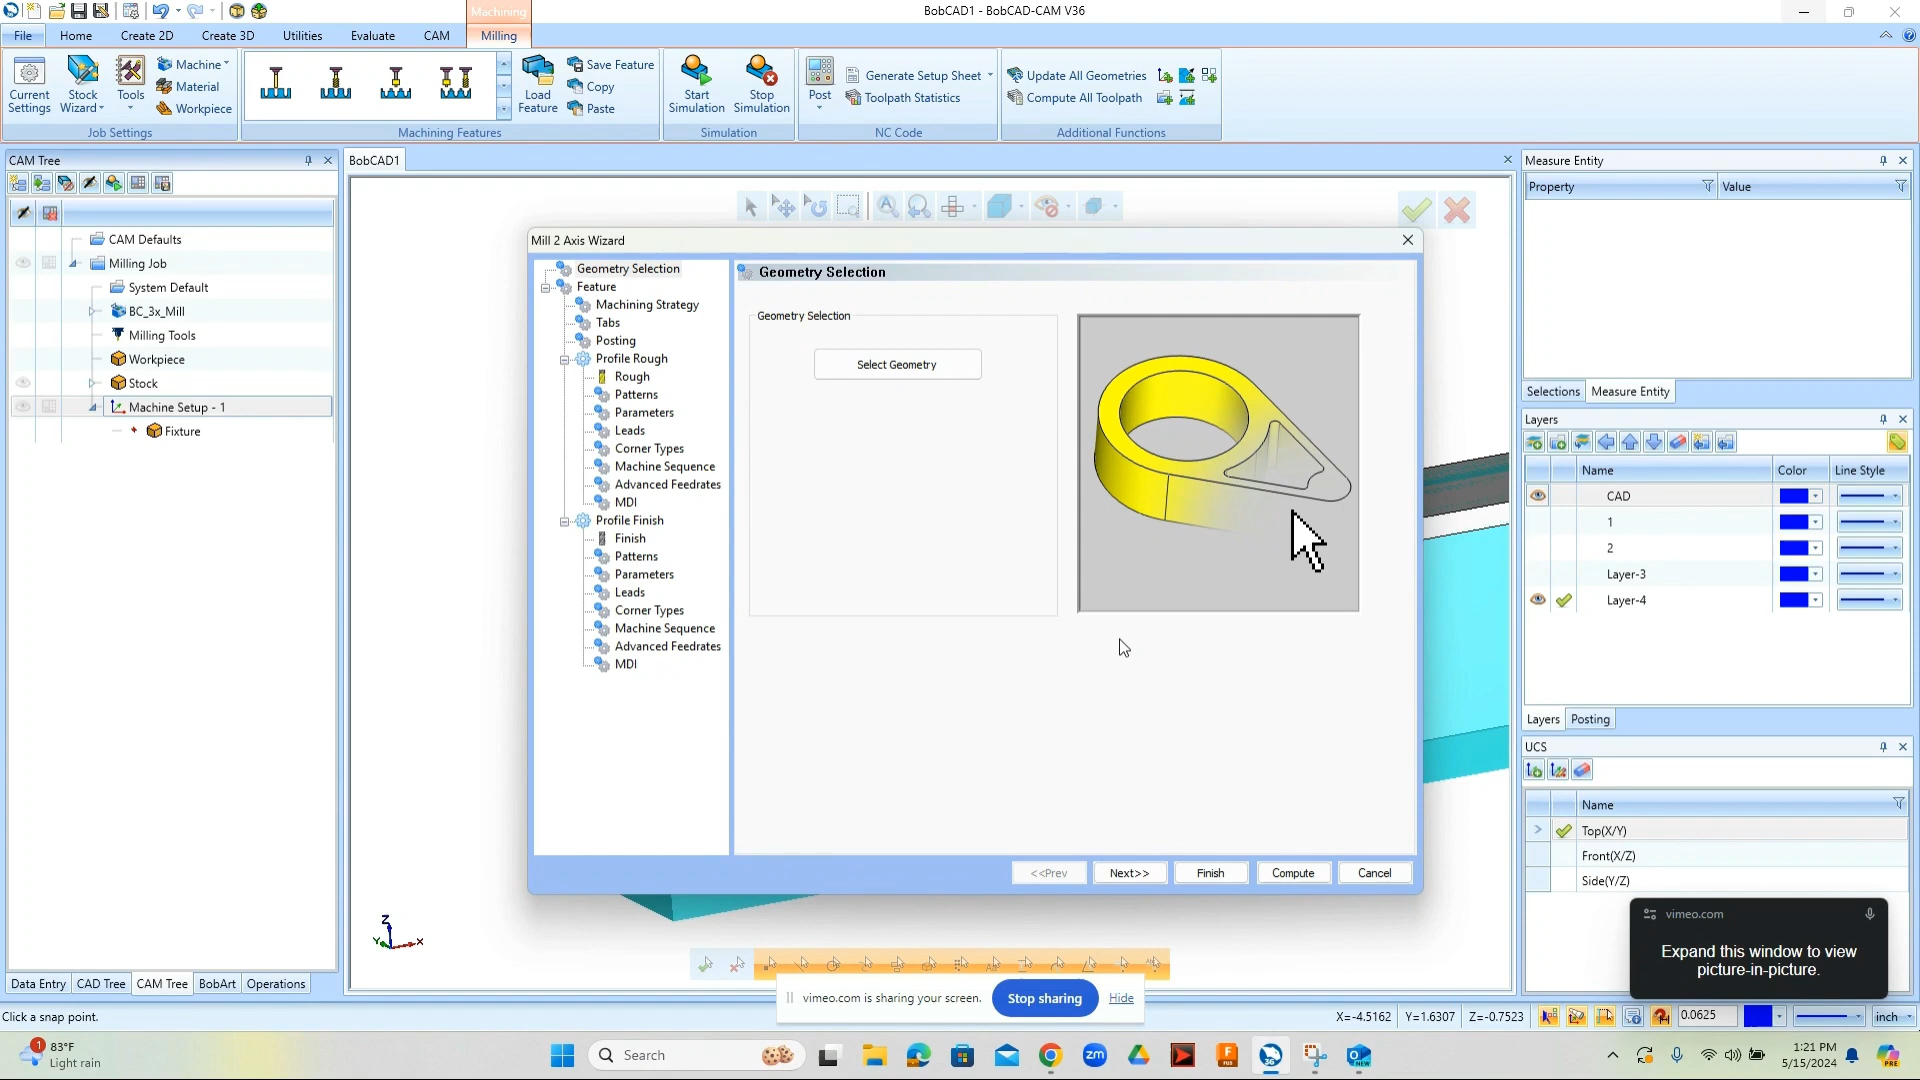 Machining
BobCAD1 - BobCAD-CAM V36
File Home Create 2D Create 3D Utilities Evaluate CAM Milling
Current Settings
Stock Wizard
Tools
Machine
Material
Workpiece
Job Settings
Load Feature
Save Feature
Copy
Paste
Machining Features
Start Simulation
Stop Simulation
Simulation
Post
Generate Setup Sheet
Toolpath Statistics
NC Code
Update All Geometries
Compute All Toolpath
Additional Functions
CAM Tree
CAM Defaults
Milling Job
System Default
BC_3x_Mill
Milling Tools
Workpiece
Stock
Machine Setup - 1
Fixture
Data Entry CAD Tree CAM Tree BobArt Operations
BobCAD1
Mill 2 Axis Wizard
Geometry Selection
Feature
Machining Strategy
Tabs
Posting
Profile Rough
Rough
Patterns
Parameters
Leads
Corner Types
Machine Sequence
Advanced Feedrates
MDI
Profile Finish
Finish
Patterns
Parameters
Leads
Corner Types
Machine Sequence
Advanced Feedrates
MDI
Geometry Selection
Geometry Selection
Select Geometry
<<Prev Next>> Finish Compute Cancel
Z
Y X
vimeo.com is sharing your screen. Stop sharing Hide
Measure Entity
Property Value
Selections Measure Entity
Layers
Name Color Line Style
CAD
1
2
Layer-3
Layer-4
Layers Posting
UCS
Name
Top(X/Y)
Front(X/Z)
Side(Y/Z)
vimeo.com
Expand this window to view
picture-in-picture.
Click a snap point.
X=-4.5162 Y=1.6307 Z=-0.7523 0.0625 inch
1
83°F
Light rain
Search
zm
F
FUS
36
NEW
1:21 PM
5/15/2024
PRE